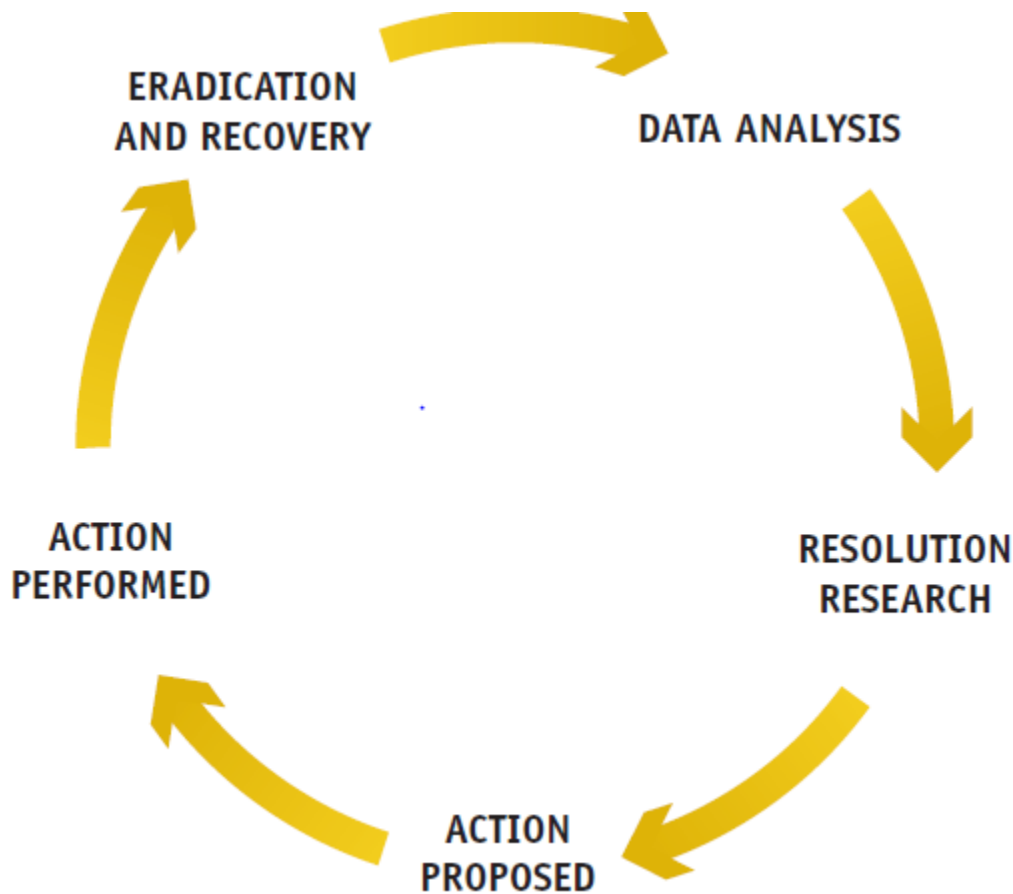 ERADICATION
AND RECOVERY
DATA ANALYSIS
RESOLUTION
RESEARCH
ACTION
PROPOSED
ACTION
PERFORMED